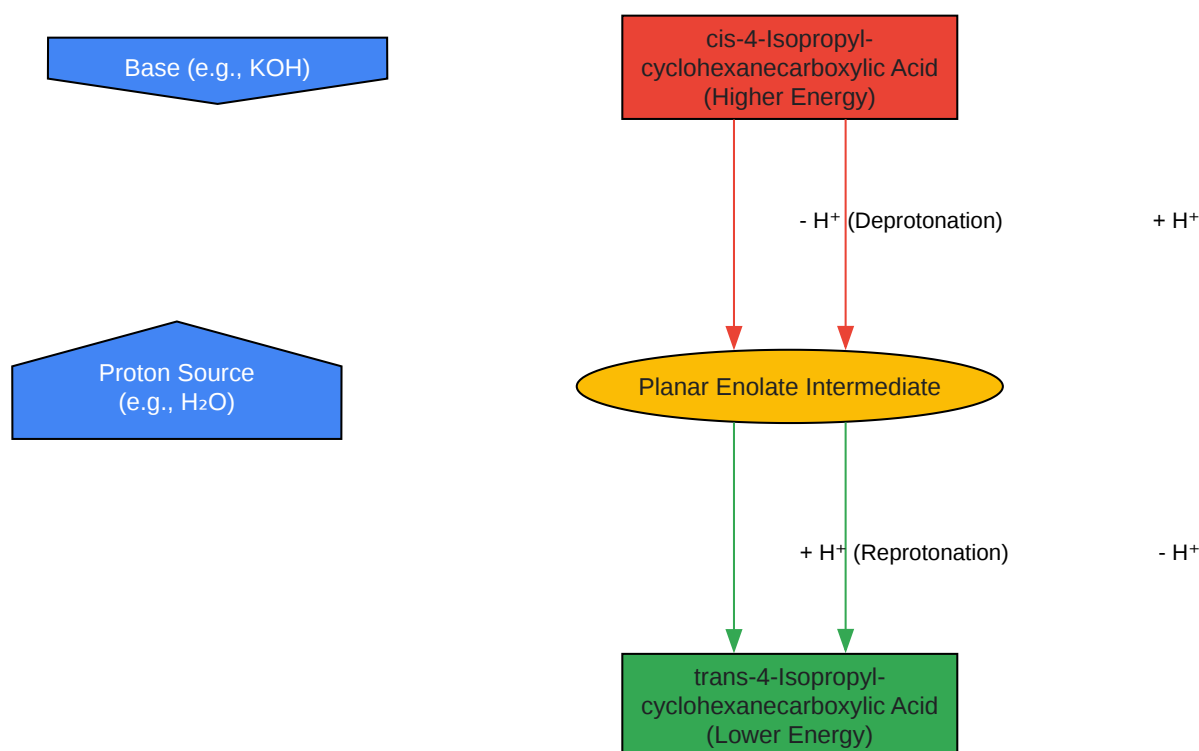 Base (e.g., KOH)
cis-4-Isopropyl-
cyclohexanecarboxylic Acid
(Higher Energy)
- H⁺ (Deprotonation)
+ H⁺
Proton Source
(e.g., H₂O)
Planar Enolate Intermediate
+ H⁺ (Reprotonation)
- H⁺
trans-4-Isopropyl-
cyclohexanecarboxylic Acid
(Lower Energy)